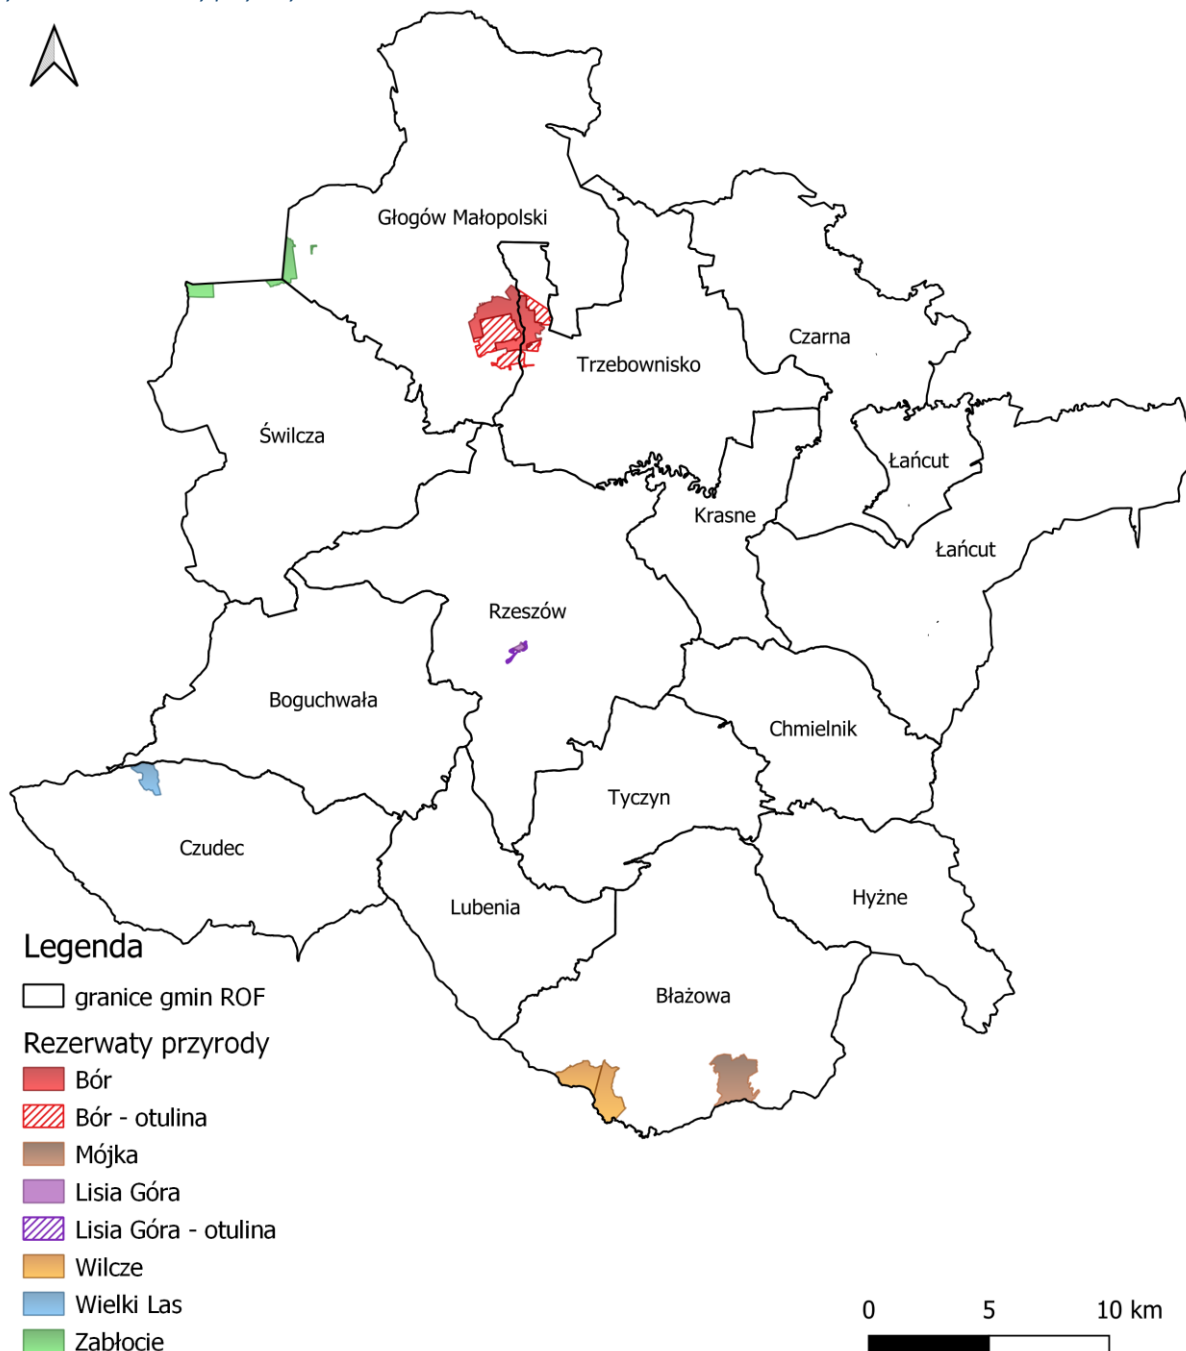 Głogów Małopolski
Czarna
Trzebownisko
Świlcza
Łańcut
Krasne
Łańcut
Rzeszów
Boguchwała
Chmielnik
Tyczyn
Czudec
Hyżne
Lubenia
Błażowa
Legenda
granice gmin ROF
Rezerwaty przyrody
Bór
Bór - otulina
Mójka
Lisia Góra
Lisia Góra - otulina
Wilcze
Wielki Las
Zabłocie
0 5 10 km